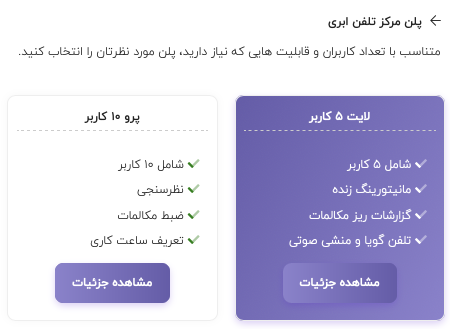 پلن مرکز تلفن ابری
متناسب با تعداد کاربران و قابلیت هایی که نیاز دارید، پلن مورد نظرتان را انتخاب کنید.
لایت ۵ کاربر
شامل ۵ کاربر
مانیتورینگ زنده
گزارشات ریز مکالمات
تلفن گویا و منشی صوتی
مشاهده جزئیات
پرو ۱۰ کاربر
شامل ۱۰ کاربر
نظرسنجی
ضبط مکالمات
تعریف ساعت کاری
مشاهده جزئیات